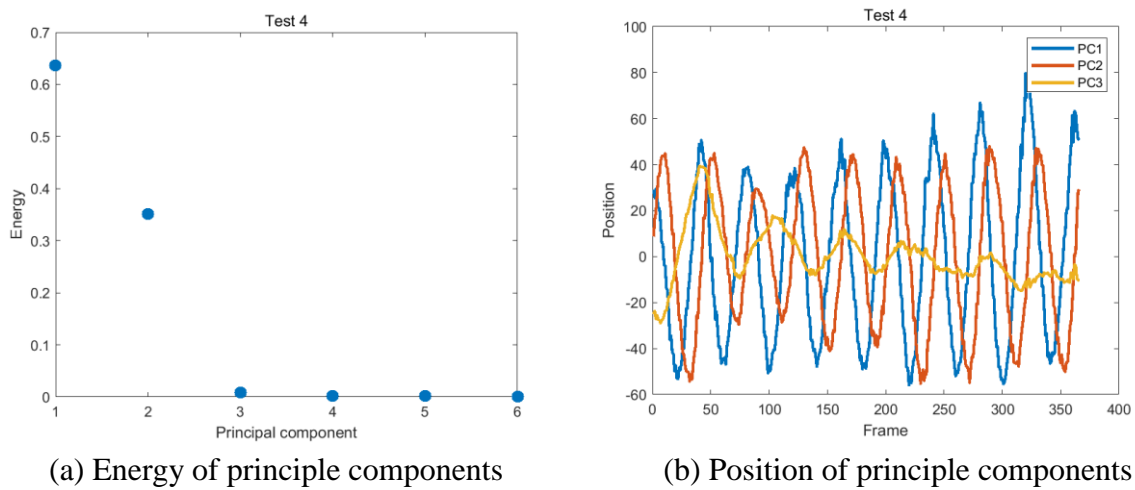 Test 4
0.7
0.6
0.5
0.4
0.3
0.2
0.1
0
Energy
1 2 3 4 5 6
Principal component
(a) Energy of principle components
Test 4
100
80
60
40
20
0
-20
-40
-60
Position
PC1
PC2
PC3
0 50 100 150 200 250 300 350 400
Frame
(b) Position of principle components